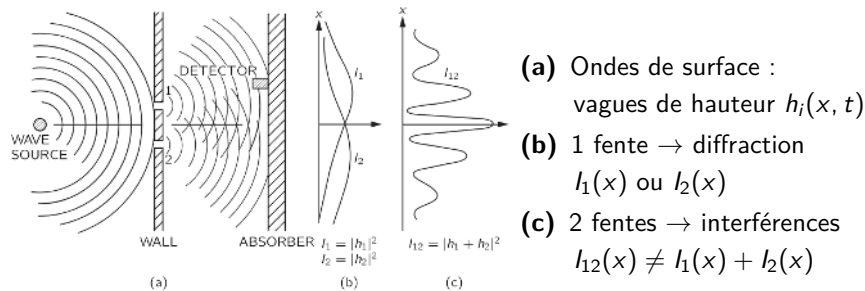 x
x
DETECTOR
1
I₁
I₁₂
WAVE
SOURCE
2
I₂
WALL
ABSORBER
I₁ = |h₁|²
I₂ = |h₂|²
I₁₂ = |h₁ + h₂|²
(a)
(b)
(c)
(a) Ondes de surface :
vagues de hauteur hᵢ(x, t)
(b) 1 fente → diffraction
I₁(x) ou I₂(x)
(c) 2 fentes → interférences
I₁₂(x) ≠ I₁(x) + I₂(x)